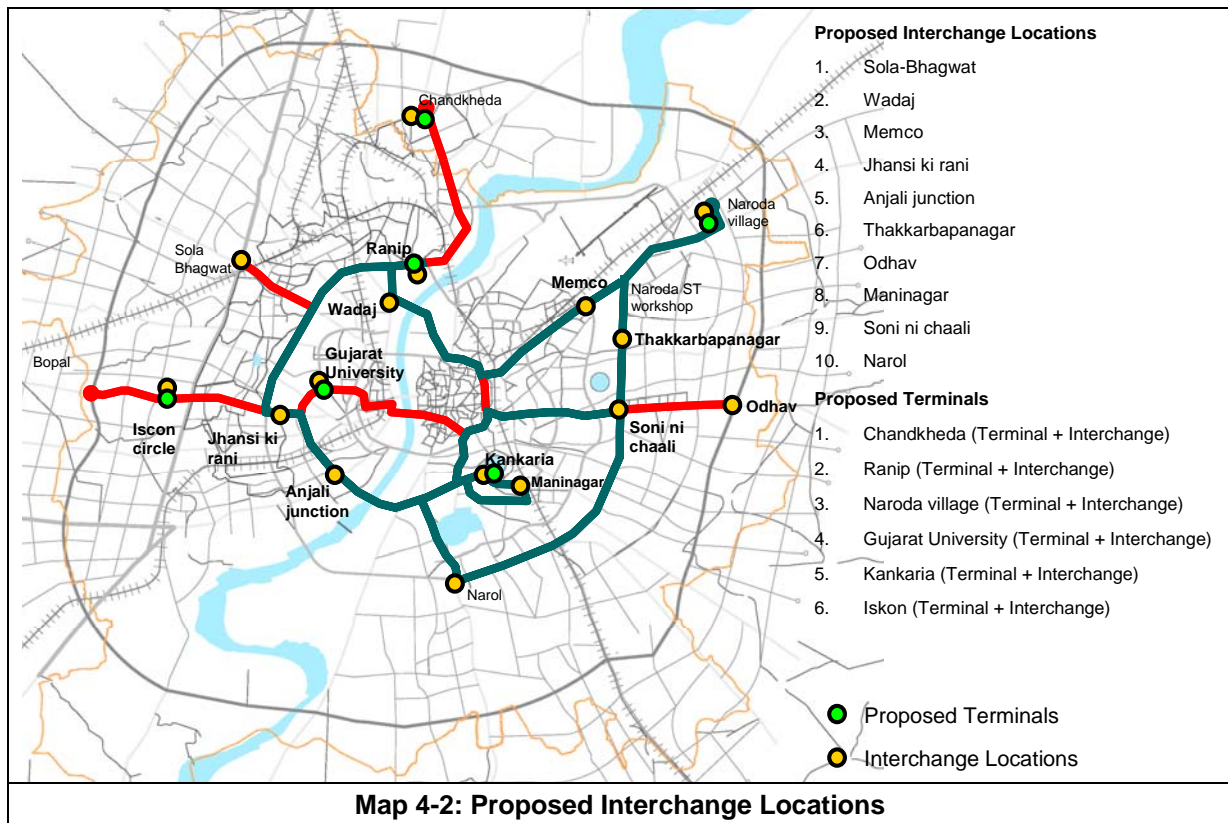 Chandkheda
Naroda
village
Sola
Bhagwat
Ranip
Memco
Naroda ST
workshop
Wadaj
Thakkarbapanagar
Bopal
Gujarat
University
Iscon
circle
Jhansi ki
rani
Odhav
Soni ni
chaali
Kankaria
Maninagar
Anjali
junction
Narol
Proposed Interchange Locations
1. Sola-Bhagwat
2. Wadaj
3. Memco
4. Jhansi ki rani
5. Anjali junction
6. Thakkarbapanagar
7. Odhav
8. Maninagar
9. Soni ni chaali
10. Narol
Proposed Terminals
1. Chandkheda (Terminal + Interchange)
2. Ranip (Terminal + Interchange)
3. Naroda village (Terminal + Interchange)
4. Gujarat University (Terminal + Interchange)
5. Kankaria (Terminal + Interchange)
6. Iskon (Terminal + Interchange)
Proposed Terminals
Interchange Locations
Map 4-2: Proposed Interchange Locations